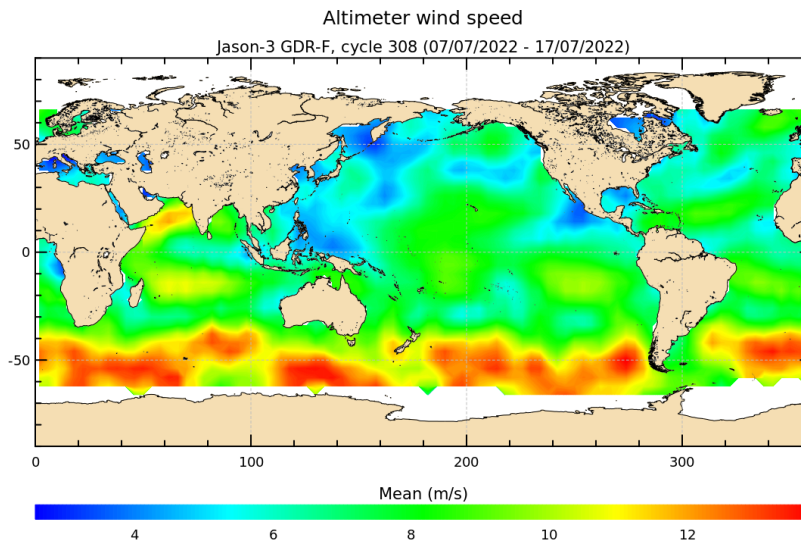 Altimeter wind speed
Jason-3 GDR-F, cycle 308 (07/07/2022 - 17/07/2022)
50
0
-50
0 100 200 300
Mean (m/s)
4 6 8 10 12